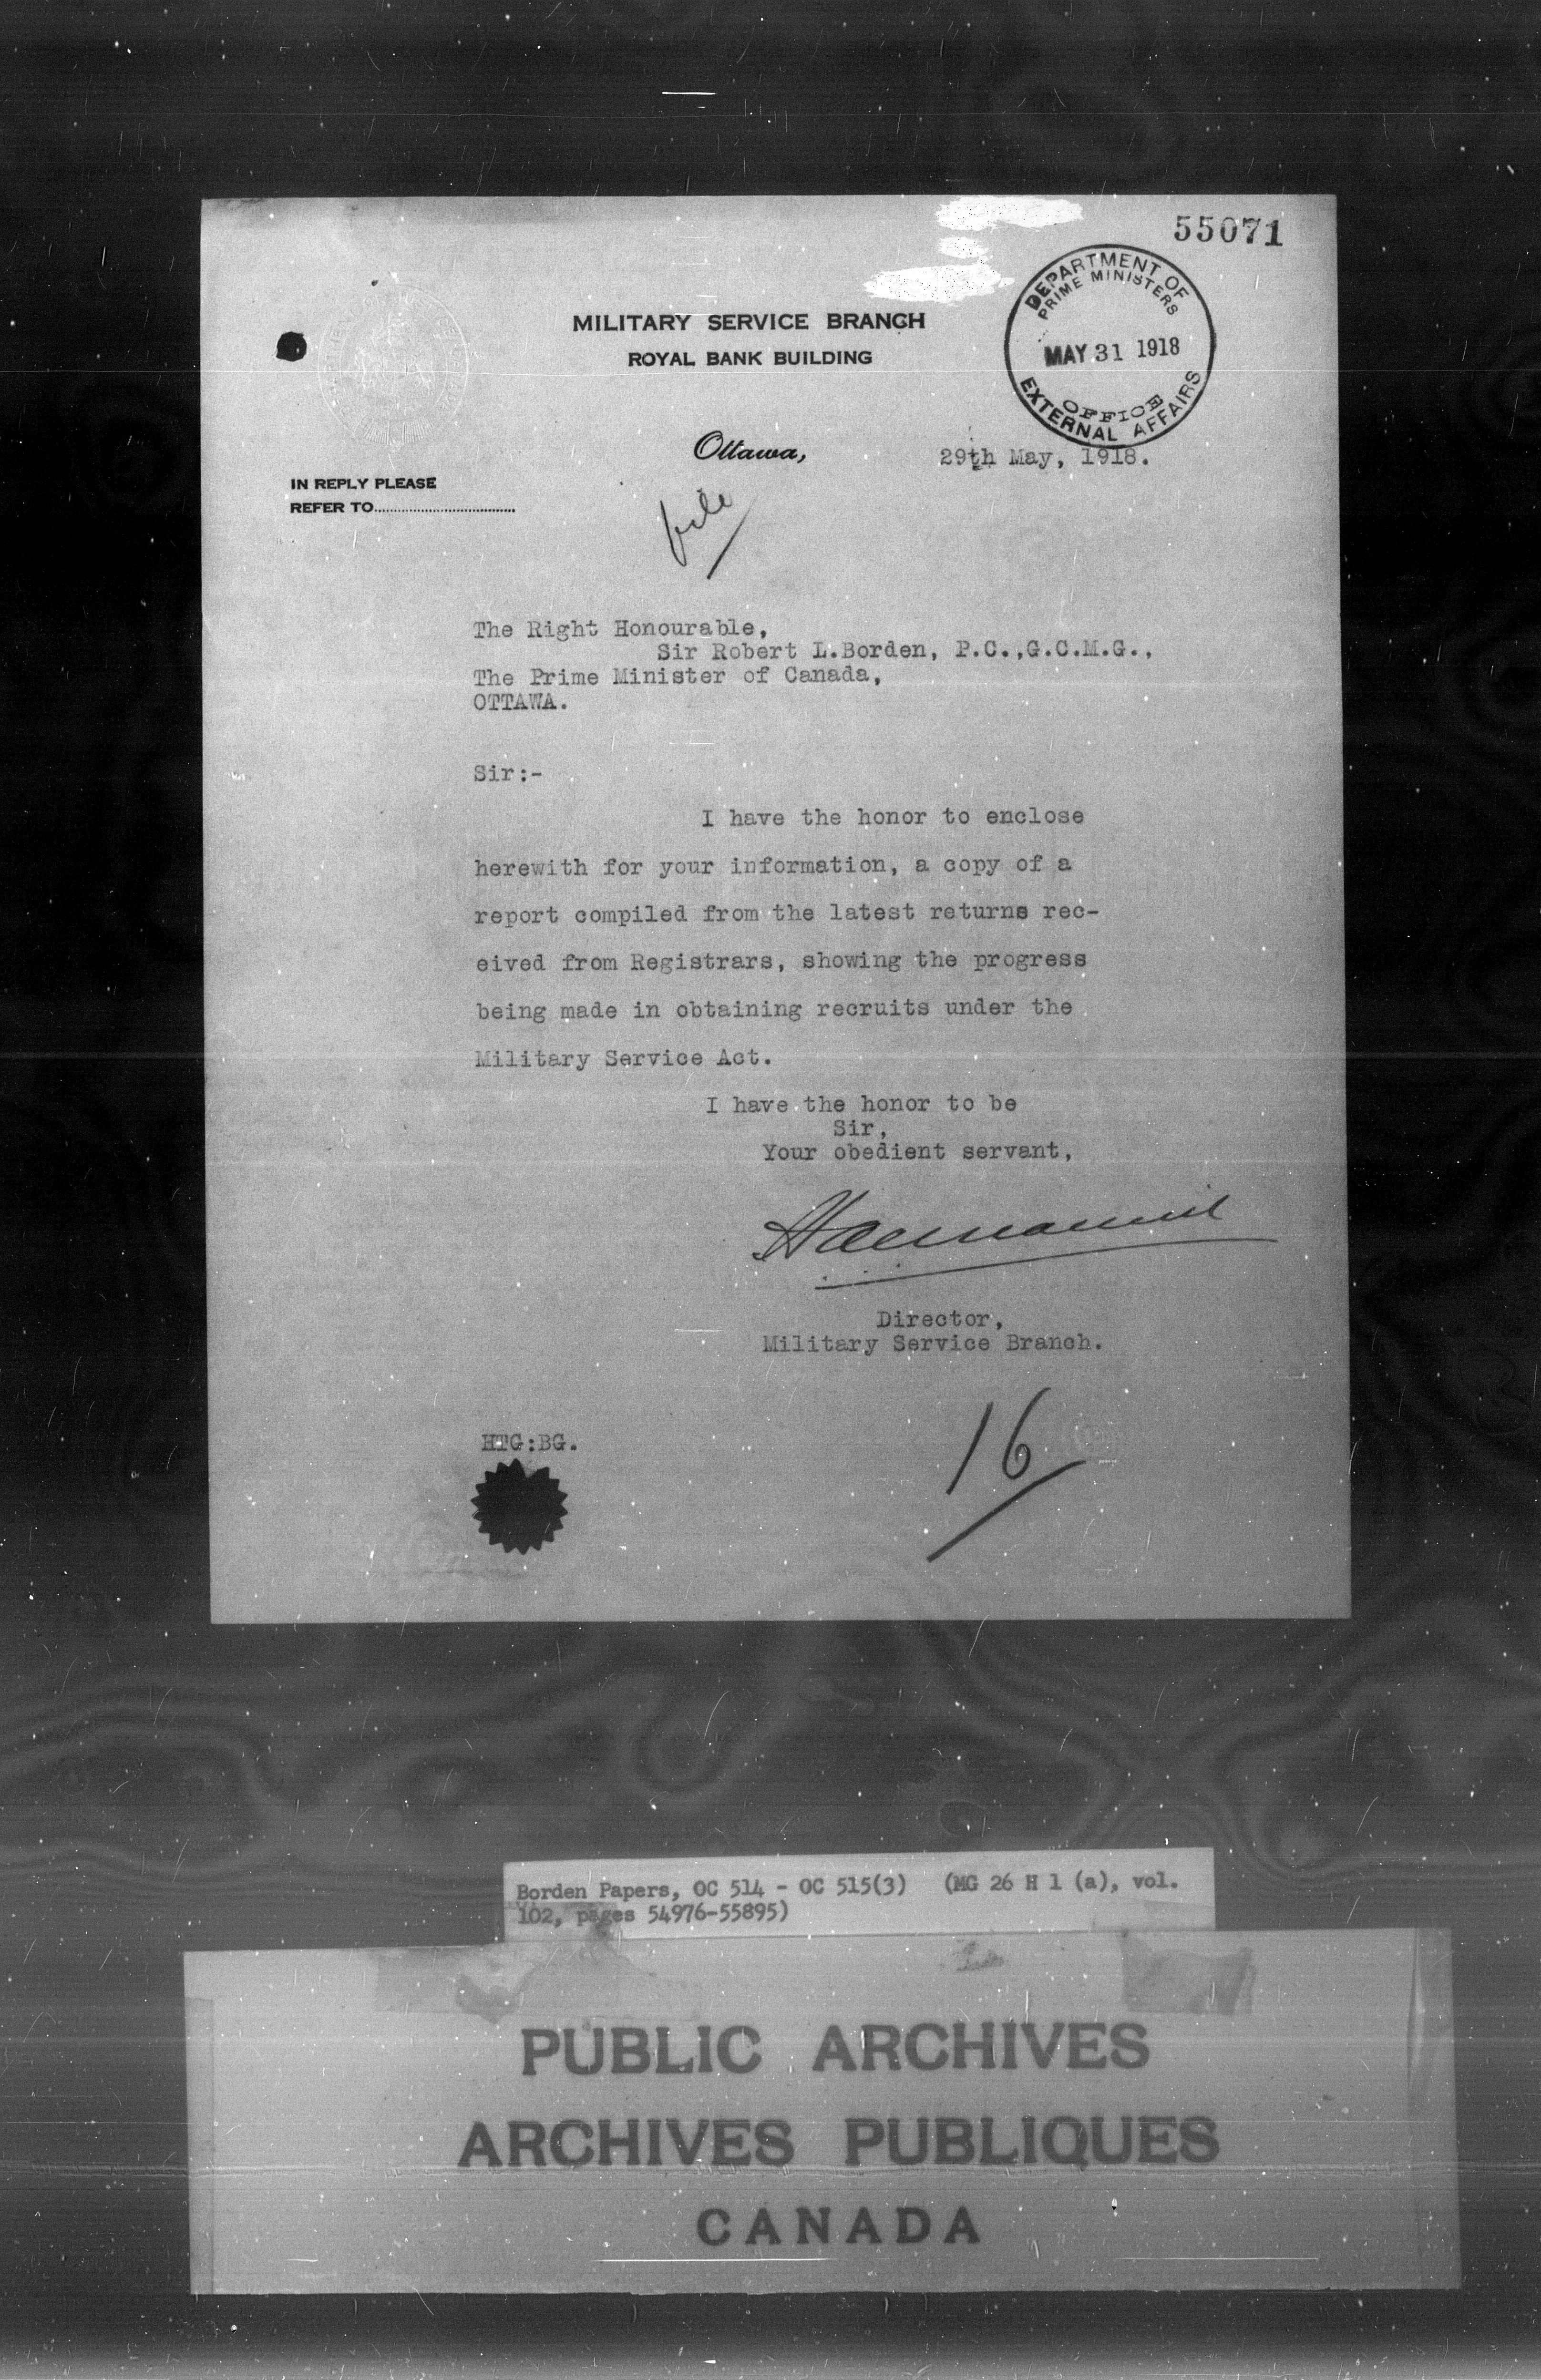 55071
DEPARTMENT OF
PRIME MINISTERS
MAY 31 1918
OFFICE
EXTERNAL AFFAIRS
MILITARY SERVICE BRANCH
ROYAL BANK BUILDING
Ottawa,
29th May, 1918.
IN REPLY PLEASE
REFER TO
file
The Right Honourable,
Sir Robert L.Borden, P.C.,G.C.M.G.,
The Prime Minister of Canada,
OTTAWA.
Sir:-
I have the honor to enclose
herewith for your information, a copy of a
report compiled from the latest returns rec-
eived from Registrars, showing the progress
being made in obtaining recruits under the
Military Service Act.
I have the honor to be
Sir,
Your obedient servant,
Director,
Military Service Branch.
16
HTG:BG.
Borden Papers, OC 514 - OC 515(3) (MG 26 H 1 (a), vol.
102, pages 54976-55895)
PUBLIC ARCHIVES
ARCHIVES PUBLIQUES
CANADA